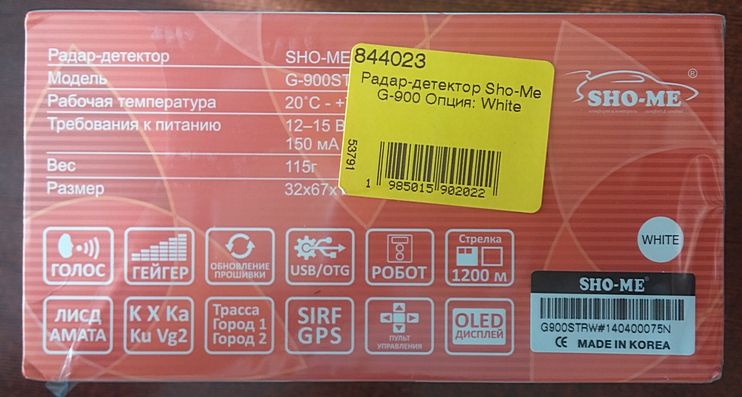 Радар-детектор SHO-ME
Модель G-900ST
Рабочая температура 20°C - +
Требования к питанию 12–15 В
150 мА
Вес 115г
Размер 32x67x
844023
Радар-детектор Sho-Me
G-900 Опция: White
53791
1 985015 902022
SHO-ME®
ГОЛОС
ГЕЙГЕР
ОБНОВЛЕНИЕ
ПРОШИВКИ
USB/OTG
РОБОТ
Стрелка
1200 м
WHITE
ЛИСД
АМАТА
K X Ka
Ku Vg2
Трасса
Город 1
Город 2
SIRF
GPS
ПУЛЬТ
УПРАВЛЕНИЯ
OLED
ДИСПЛЕЙ
SHO-ME®
G900STRW#140400075N
CE MADE IN KOREA